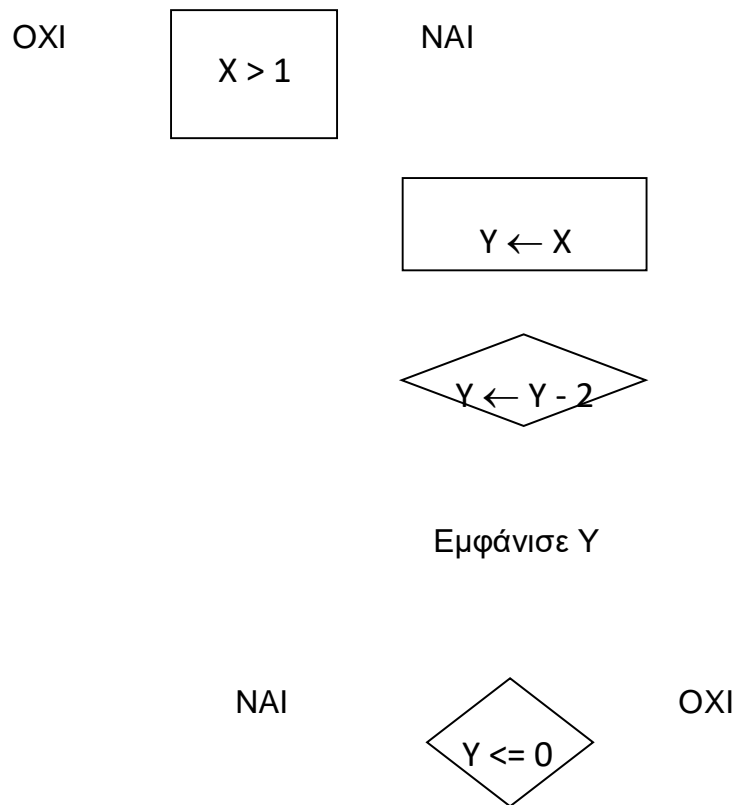 ΟΧΙ ΝΑΙ
X > 1
Y ← X
Y ← Y - 2
Εμφάνισε Υ
ΝΑΙ ΟΧΙ
Y <= 0